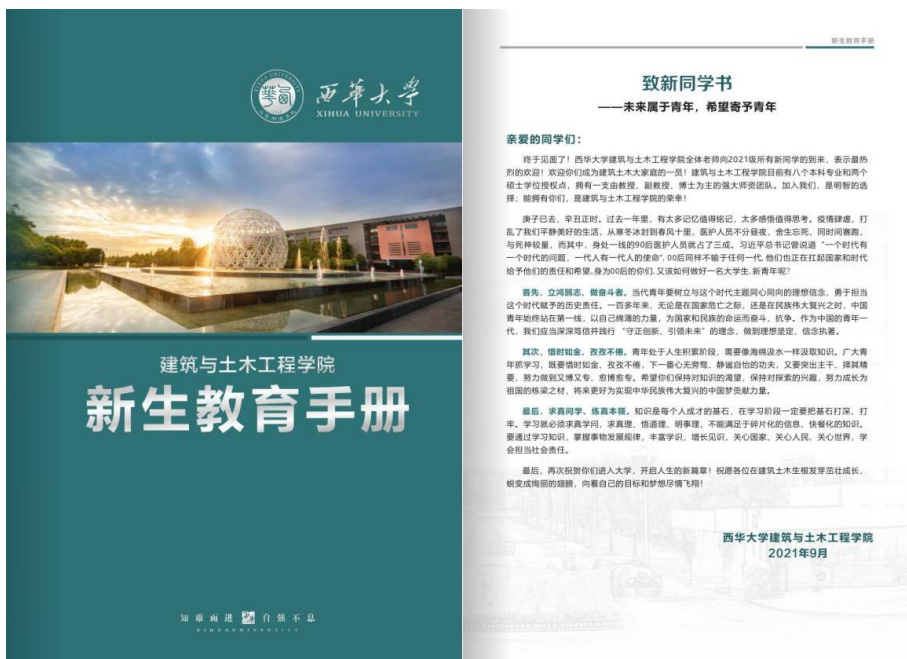 西華大学
XIHUA UNIVERSITY
建筑与土木工程学院
新生教育手册
知难而进 自强不息
XIHUA UNIVERSITY
新生教育手册
致新同学书
——未来属于青年，希望寄予青年
亲爱的同学们：
终于见面了！西华大学建筑与土木工程学院全体老师向2021级所有新同学的到来，表示最热
烈的欢迎！欢迎你们成为建筑土木大家庭的一员！建筑与土木工程学院目前有八个本科专业和两个
硕士学位授权点，拥有一支由教授、副教授、博士为主的强大师资团队。加入我们，是明智的选
择；能拥有你们，是建筑与土木工程学院的荣幸！
庚子已去，辛丑正时。过去一年里，有太多记忆值得铭记，太多感悟值得思考。疫情肆虐，打
乱了我们平静美好的生活，从寒冬冰封到春风十里，医护人员不分昼夜，舍生忘死，同时间赛跑，
与死神较量，而其中，身处一线的90后医护人员就占了三成。习近平总书记曾说道“一个时代有
一个时代的问题，一代人有一代人的使命”，00后同样不输于任何一代，他们也正在扛起国家和时代
给予他们的责任和希望。身为00后的你们，又该如何做好一名大学生、新青年呢？
首先，立鸿鹄志、做奋斗者。当代青年要树立与这个时代主题同心同向的理想信念，勇于担当
这个时代赋予的历史责任。一百多年来，无论是在国家危亡之际，还是在民族伟大复兴之时，中国
青年始终站在第一线，以自己绵薄的力量，为国家和民族的命运而奋斗、抗争。作为中国的青年一
代，我们应当深深笃信并践行 “守正创新、引领未来” 的理念，做到理想坚定，信念执著。
其次，惜时如金、孜孜不倦。青年处于人生积累阶段，需要像海绵汲水一样汲取知识。广大青
年抓学习，既要惜时如金、孜孜不倦，下一番心无旁骛、静谧自怡的功夫，又要突出主干、择其精
要，努力做到又博又专、愈博愈专。希望你们保持对知识的渴望，保持对探索的兴趣，努力成长为
祖国的栋梁之材，将来更好为实现中华民族伟大复兴的中国梦贡献力量。
最后，求真问学、练真本领。知识是每个人成才的基石，在学习阶段一定要把基石打深、打
牢。学习就必须求真学问，求真理、悟道理、明事理，不能满足于碎片化的信息、快餐化的知识。
要通过学习知识，掌握事物发展规律，丰富学识，增长见识，关心国家、关心人民、关心世界，学
会担当社会责任。
最后，再次祝贺你们进入大学，开启人生的新篇章！祝愿各位在建筑土木生根发芽茁壮成长，
蜕变成绚丽的翅膀，向着自己的目标和梦想尽情飞翔！
西华大学建筑与土木工程学院
2021年9月